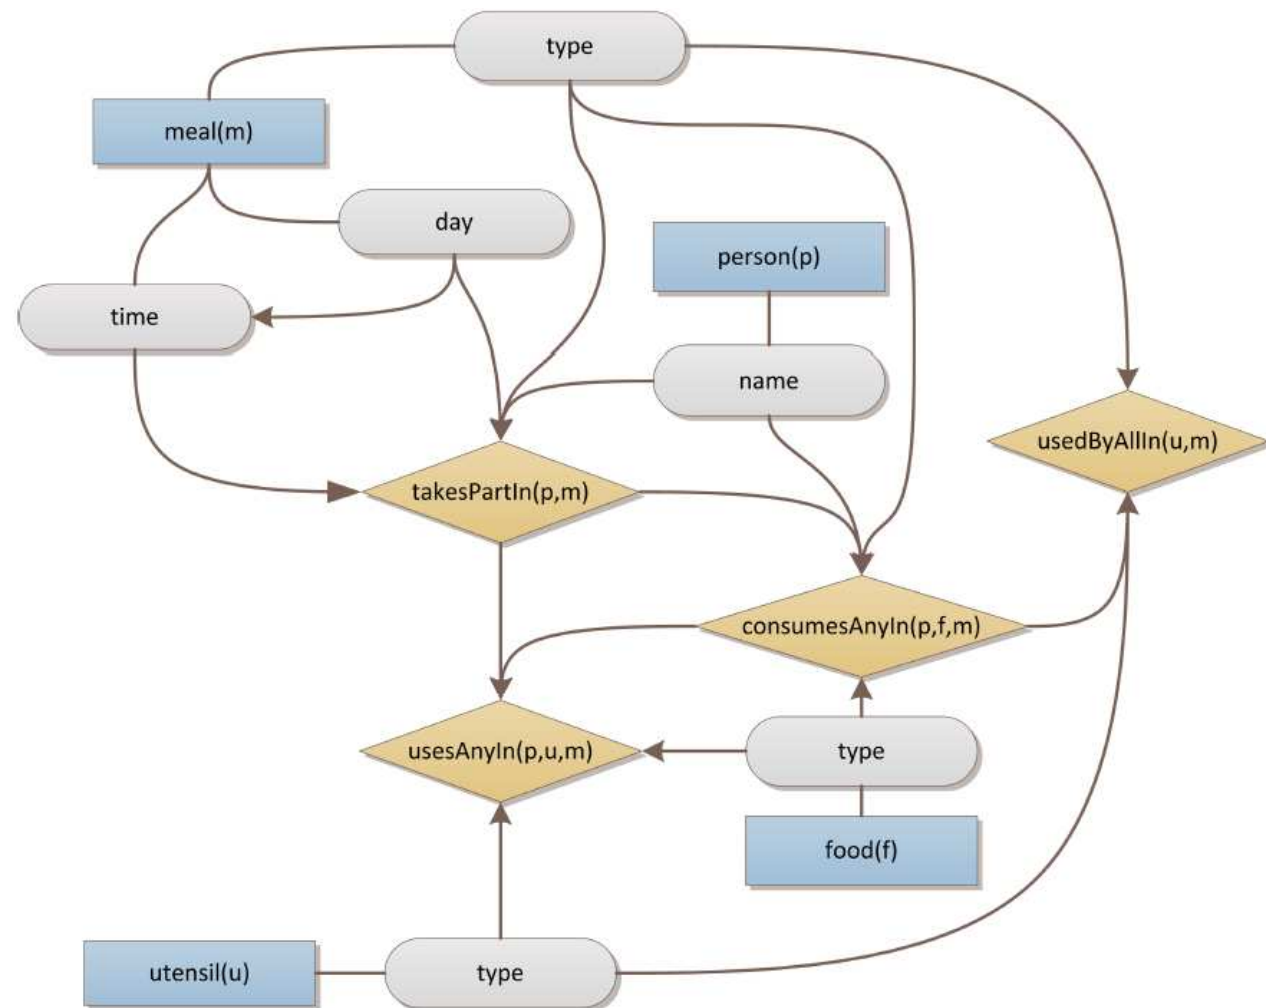 type
meal(m)
day
person(p)
time
name
usedByAllIn(u,m)
takesPartIn(p,m)
consumesAnyIn(p,f,m)
usesAnyIn(p,u,m)
type
food(f)
utensil(u)
type